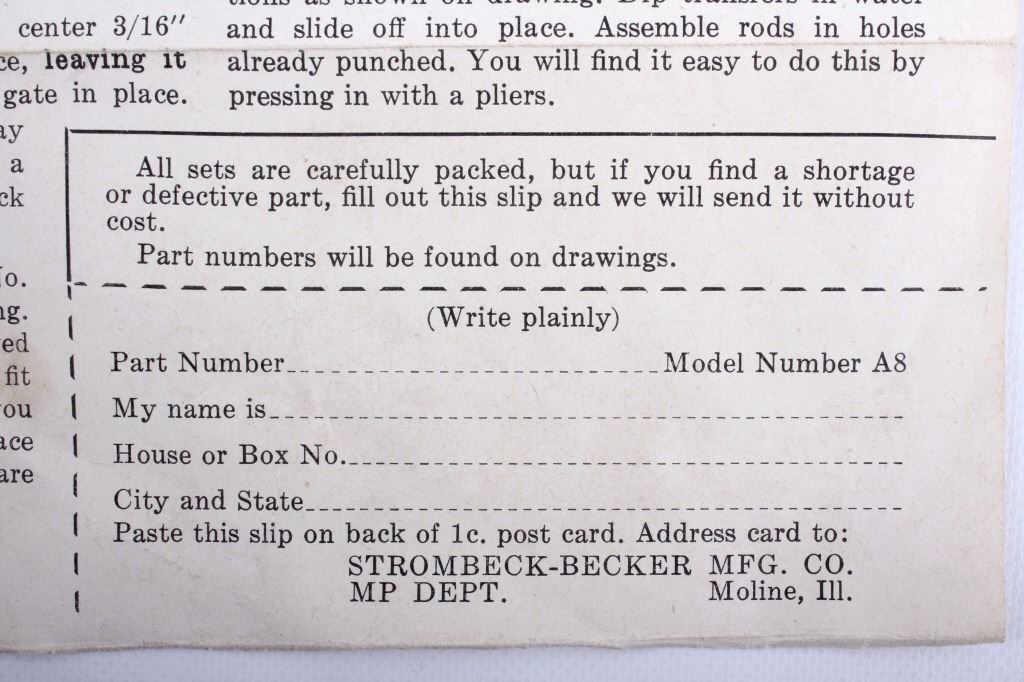 center 3/16"
leaving it
gate in place.
a
fit
are
and slide off into place. Assemble rods in holes
already punched. You will find it easy to do this by
pressing in with a pliers.
All sets are carefully packed, but if you find a shortage
or defective part, fill out this slip and we will send it without
cost.
Part numbers will be found on drawings.
(Write plainly)
Part Number Model Number A8
My name is
House or Box No.
City and State
Paste this slip on back of 1c. post card. Address card to:
STROMBECK-BECKER MFG. CO.
MP DEPT. Moline, Ill.